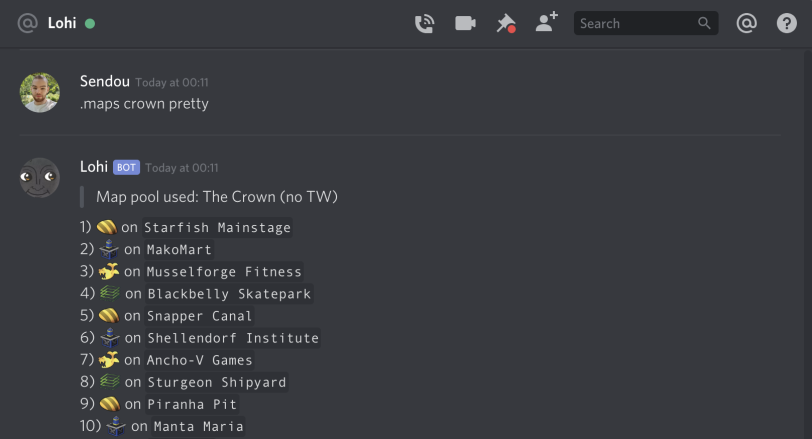 @ Lohi
Search
@
?
Sendou Today at 00:11
.maps crown pretty
Lohi BOT Today at 00:11
Map pool used: The Crown (no TW)
1) on Starfish Mainstage
2) on MakoMart
3) on Musselforge Fitness
4) on Blackbelly Skatepark
5) on Snapper Canal
6) on Shellendorf Institute
7) on Ancho-V Games
8) on Sturgeon Shipyard
9) on Piranha Pit
10) on Manta Maria